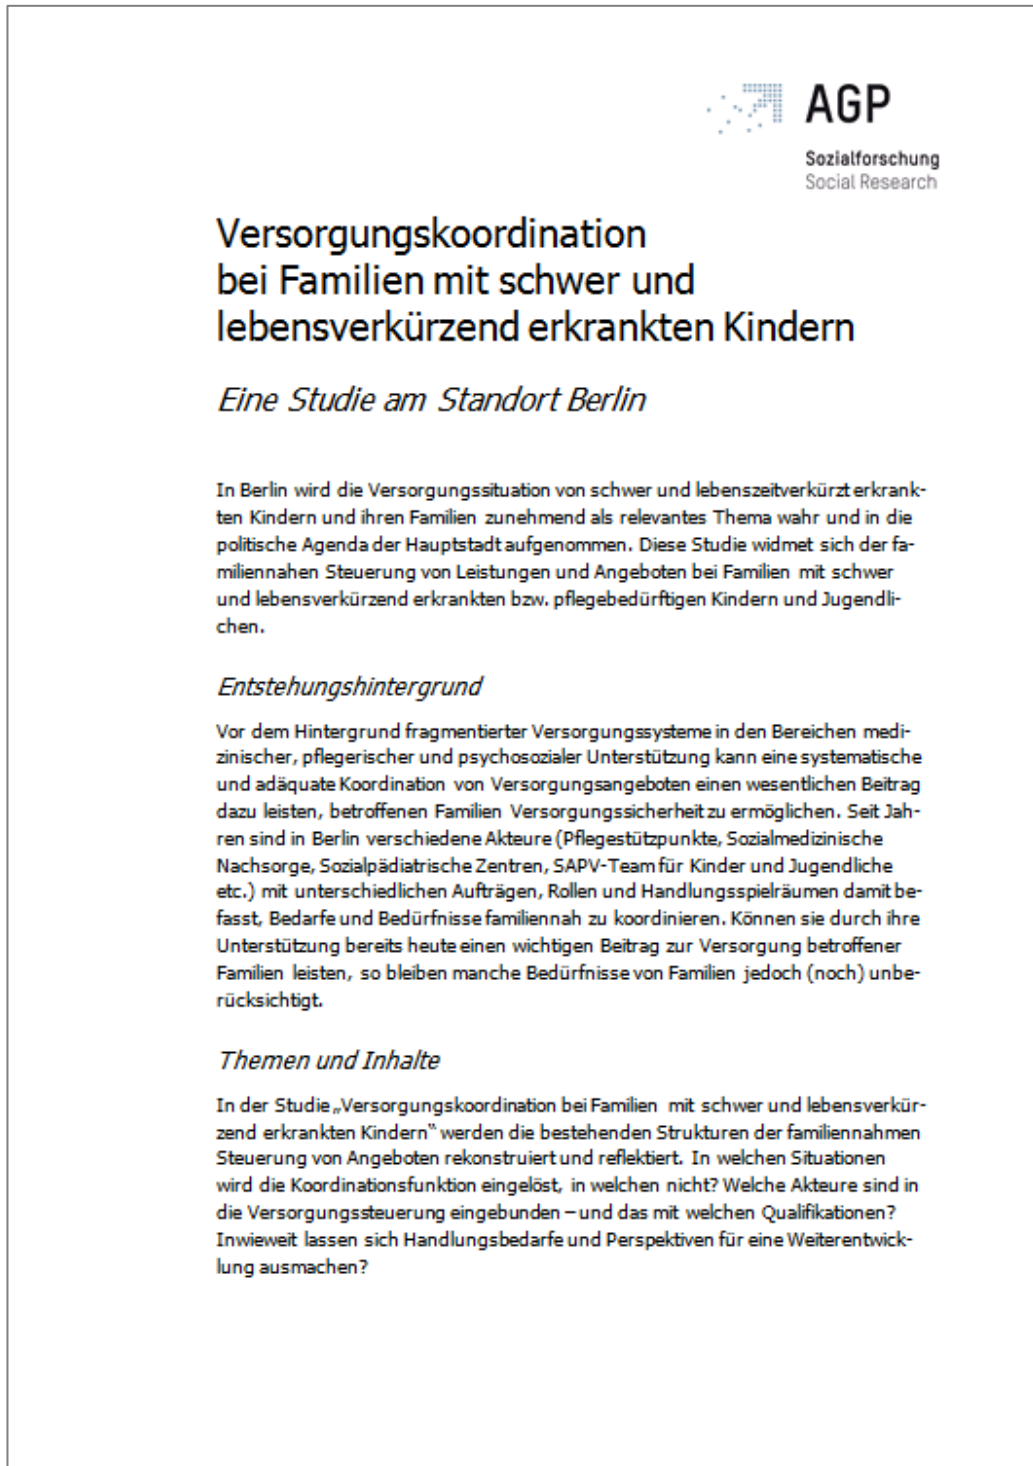 AGP
Sozialforschung
Social Research
Versorgungskoordination
bei Familien mit schwer und
lebensverkürzend erkrankten Kindern
Eine Studie am Standort Berlin
In Berlin wird die Versorgungssituation von schwer und lebenszeitverkürzt erkrank-
ten Kindern und ihren Familien zunehmend als relevantes Thema wahr und in die
politische Agenda der Hauptstadt aufgenommen. Diese Studie widmet sich der fa-
miliennahen Steuerung von Leistungen und Angeboten bei Familien mit schwer
und lebensverkürzend erkrankten bzw. pflegebedürftigen Kindern und Jugendli-
chen.
Entstehungshintergrund
Vor dem Hintergrund fragmentierter Versorgungssysteme in den Bereichen medi-
zinischer, pflegerischer und psychosozialer Unterstützung kann eine systematische
und adäquate Koordination von Versorgungsangeboten einen wesentlichen Beitrag
dazu leisten, betroffenen Familien Versorgungssicherheit zu ermöglichen. Seit Jah-
ren sind in Berlin verschiedene Akteure (Pflegestützpunkte, Sozialmedizinische
Nachsorge, Sozialpädiatrische Zentren, SAPV-Team für Kinder und Jugendliche
etc.) mit unterschiedlichen Aufträgen, Rollen und Handlungsspielräumen damit be-
fasst, Bedarfe und Bedürfnisse familiennah zu koordinieren. Können sie durch ihre
Unterstützung bereits heute einen wichtigen Beitrag zur Versorgung betroffener
Familien leisten, so bleiben manche Bedürfnisse von Familien jedoch (noch) unbe-
rücksichtigt.
Themen und Inhalte
In der Studie „Versorgungskoordination bei Familien mit schwer und lebensverkür-
zend erkrankten Kindern“ werden die bestehenden Strukturen der familiennahmen
Steuerung von Angeboten rekonstruiert und reflektiert. In welchen Situationen
wird die Koordinationsfunktion eingelöst, in welchen nicht? Welche Akteure sind in
die Versorgungssteuerung eingebunden – und das mit welchen Qualifikationen?
Inwieweit lassen sich Handlungsbedarfe und Perspektiven für eine Weiterentwick-
lung ausmachen?